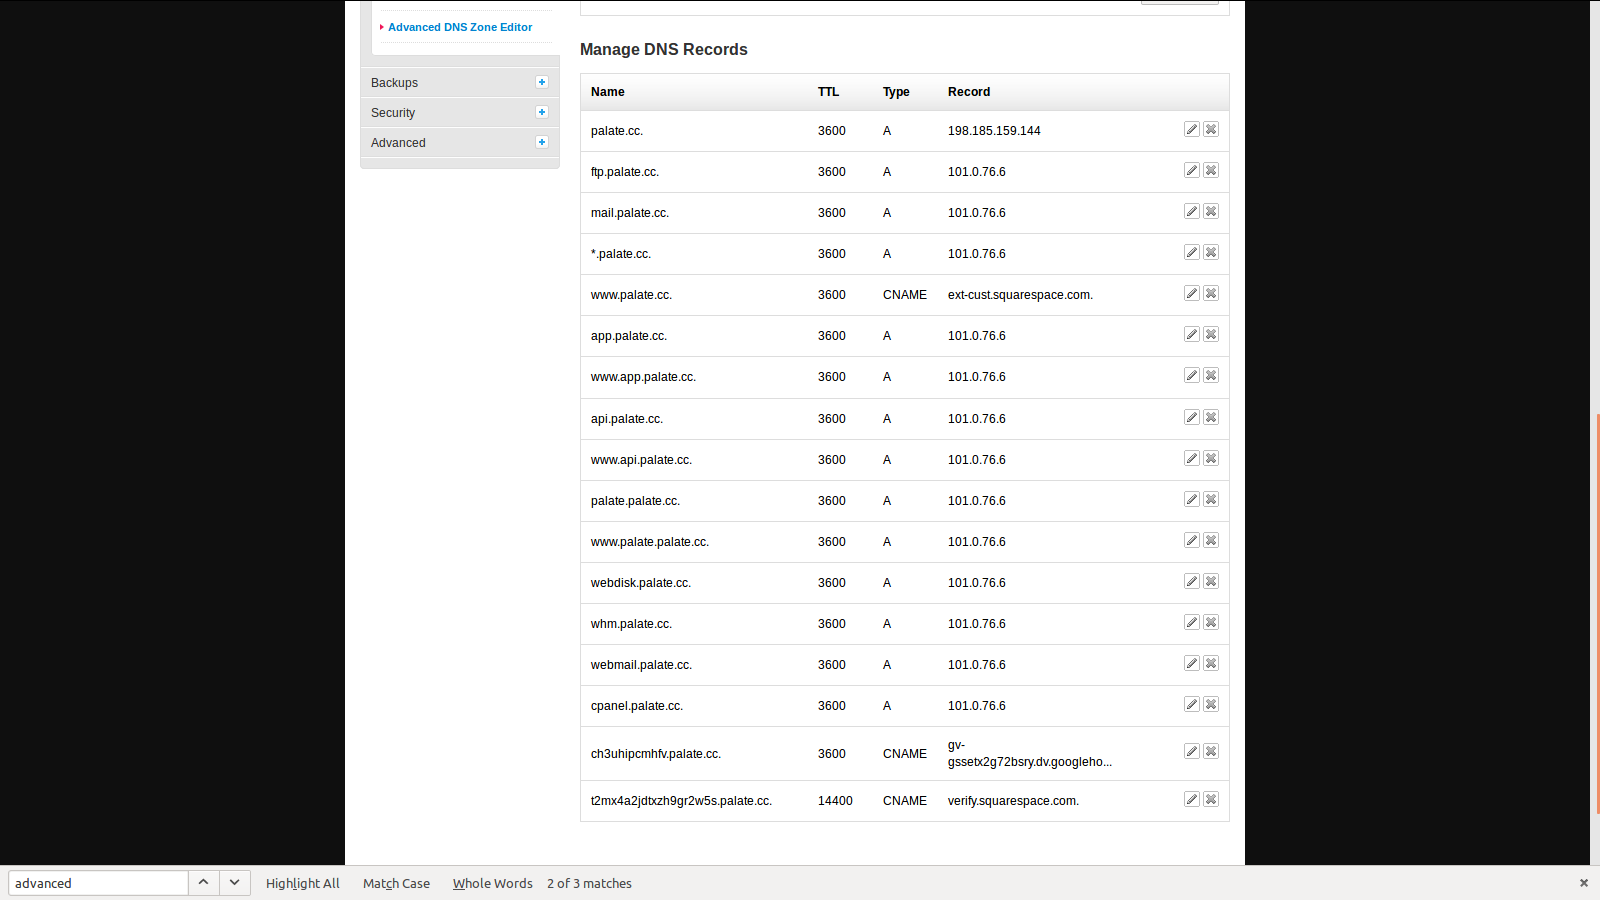 Advanced DNS Zone Editor
Backups
Security
Advanced
Manage DNS Records
Name TTL Type Record
palate.cc. 3600 A 198.185.159.144
ftp.palate.cc. 3600 A 101.0.76.6
mail.palate.cc. 3600 A 101.0.76.6
*.palate.cc. 3600 A 101.0.76.6
www.palate.cc. 3600 CNAME ext-cust.squarespace.com.
app.palate.cc. 3600 A 101.0.76.6
www.app.palate.cc. 3600 A 101.0.76.6
api.palate.cc. 3600 A 101.0.76.6
www.api.palate.cc. 3600 A 101.0.76.6
palate.palate.cc. 3600 A 101.0.76.6
www.palate.palate.cc. 3600 A 101.0.76.6
webdisk.palate.cc. 3600 A 101.0.76.6
whm.palate.cc. 3600 A 101.0.76.6
webmail.palate.cc. 3600 A 101.0.76.6
cpanel.palate.cc. 3600 A 101.0.76.6
ch3uhipcmhfv.palate.cc. 3600 CNAME gv-
gssetx2g72bsry.dv.googleho...
t2mx4a2jdtxzh9gr2w5s.palate.cc. 14400 CNAME verify.squarespace.com.
advanced Highlight All Match Case Whole Words 2 of 3 matches